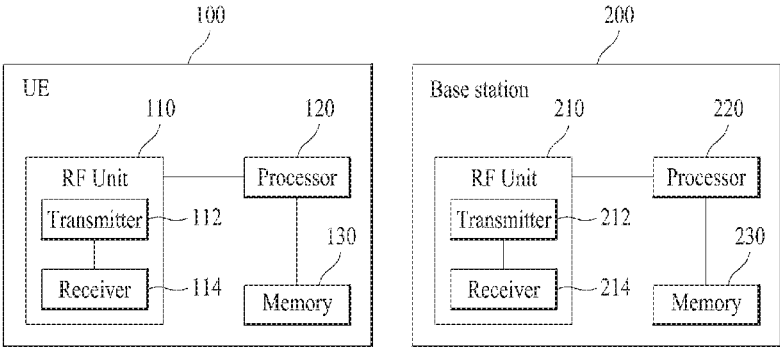 100
UE
110
120
RF Unit
Processor
Transmitter
112
130
Receiver
114
Memory
200
Base station
210
220
RF Unit
Processor
Transmitter
212
230
Receiver
214
Memory